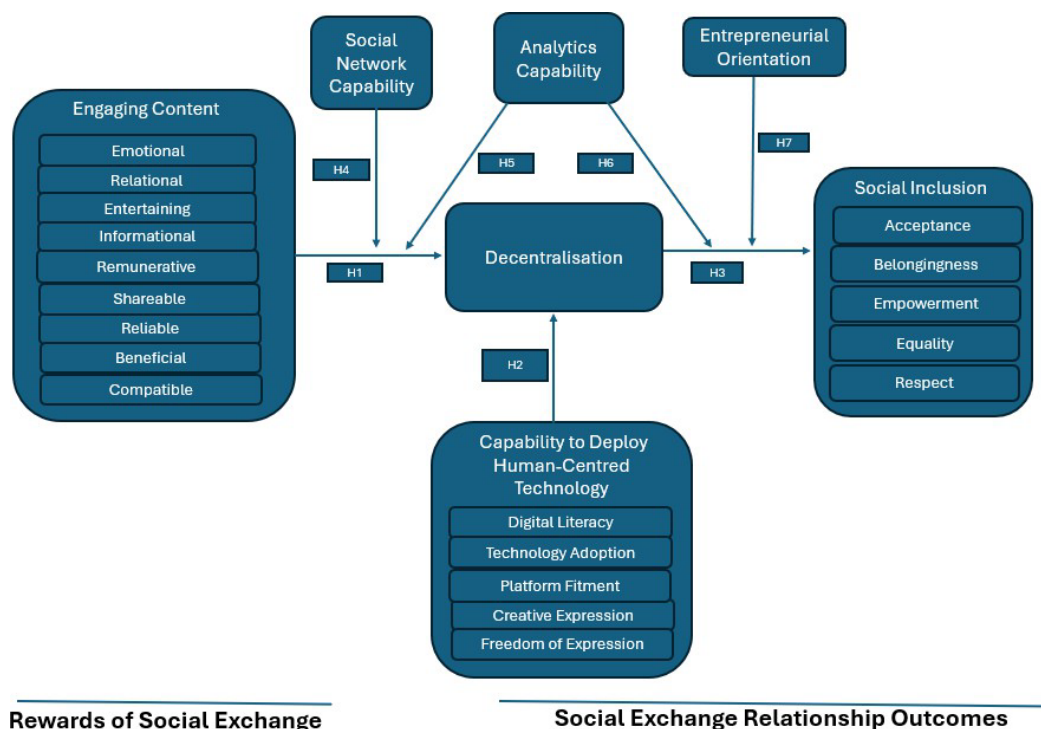 Social
Network
Capability
Analytics
Capability
Entrepreneurial
Orientation
Engaging Content
Emotional
Relational
Entertaining
Informational
Remunerative
Shareable
Reliable
Beneficial
Compatible
H4
H5
H6
H7
H1
Decentralisation
H3
H2
Social Inclusion
Acceptance
Belongingness
Empowerment
Equality
Respect
Capability to Deploy
Human-Centred
Technology
Digital Literacy
Technology Adoption
Platform Fitment
Creative Expression
Freedom of Expression
Rewards of Social Exchange
Social Exchange Relationship Outcomes